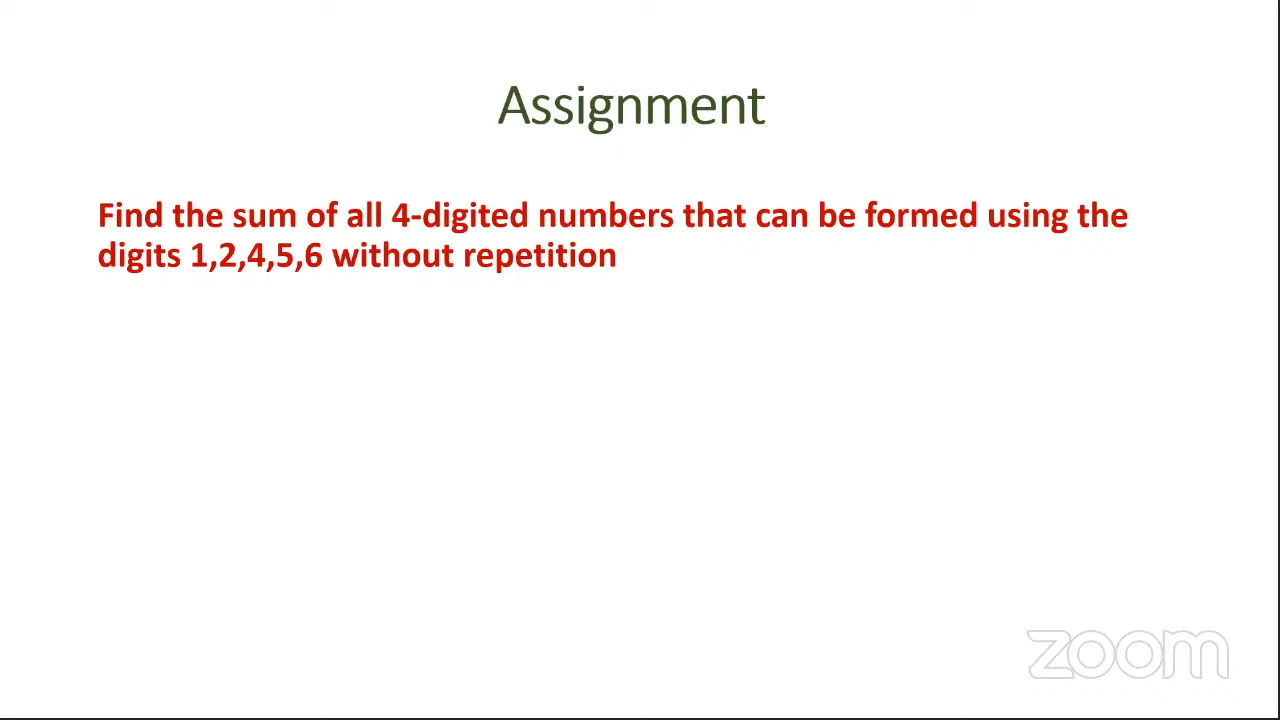 Assignment
Find the sum of all 4-digited numbers that can be formed using the
digits 1,2,4,5,6 without repetition
zoom